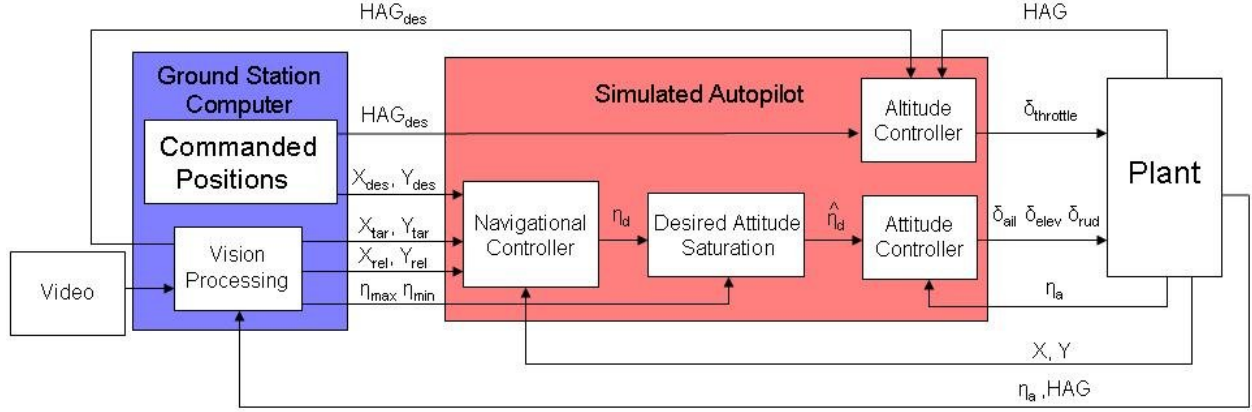 HAGdes
HAG
Ground Station
Computer
Simulated Autopilot
HAGdes
Commanded
Positions
Altitude
Controller
δthrottle
Plant
Xdes, Ydes
Navigational
Controller
ηd
Desired Attitude
Saturation
η̂d
Attitude
Controller
δail δelev δrud
Xtar, Ytar
Vision
Processing
Xrel, Yrel
Video
ηmax ηmin
ηa
X, Y
ηa ,HAG